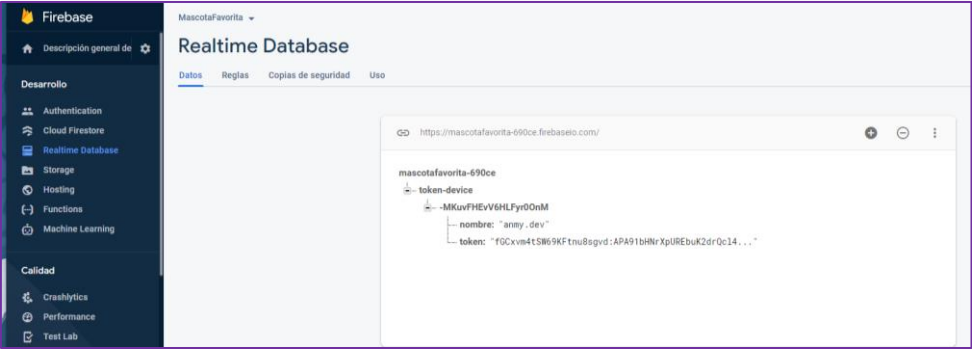 Firebase
Descripción general de
Desarrollo
Authentication
Cloud Firestore
Realtime Database
Storage
Hosting
Functions
Machine Learning
Calidad
Crashlytics
Performance
Test Lab
MascotaFavorita
Realtime Database
Datos Reglas Copias de seguridad Uso
https://mascotafavorita-690ce.firebaseio.com/
mascotafavorita-690ce
token-device
-MKuvFHEvV6HLFyr0OnM
nombre: "anmy.dev"
token: "fGCxvm4tSW69KFtnu8sgvd:APA91bHNrXpUREbuK2drQcl4..."